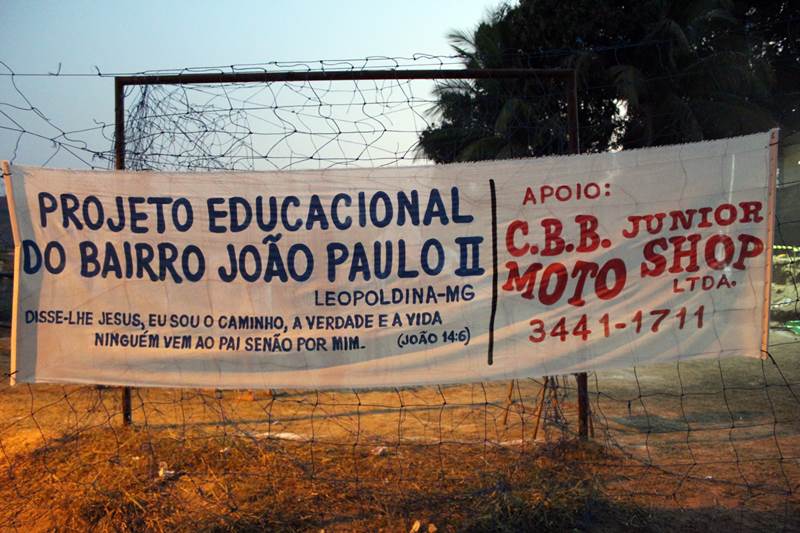 PROJETO EDUCACIONAL
DO BAIRRO JOÃO PAULO II
LEOPOLDINA-MG
DISSE-LHE JESUS, EU SOU O CAMINHO, A VERDADE E A VIDA
NINGUÉM VEM AO PAI SENÃO POR MIM. (JOÃO 14:6)
APOIO:
C.B.B. JUNIOR
MOTO SHOP
LTDA.
3441-1711